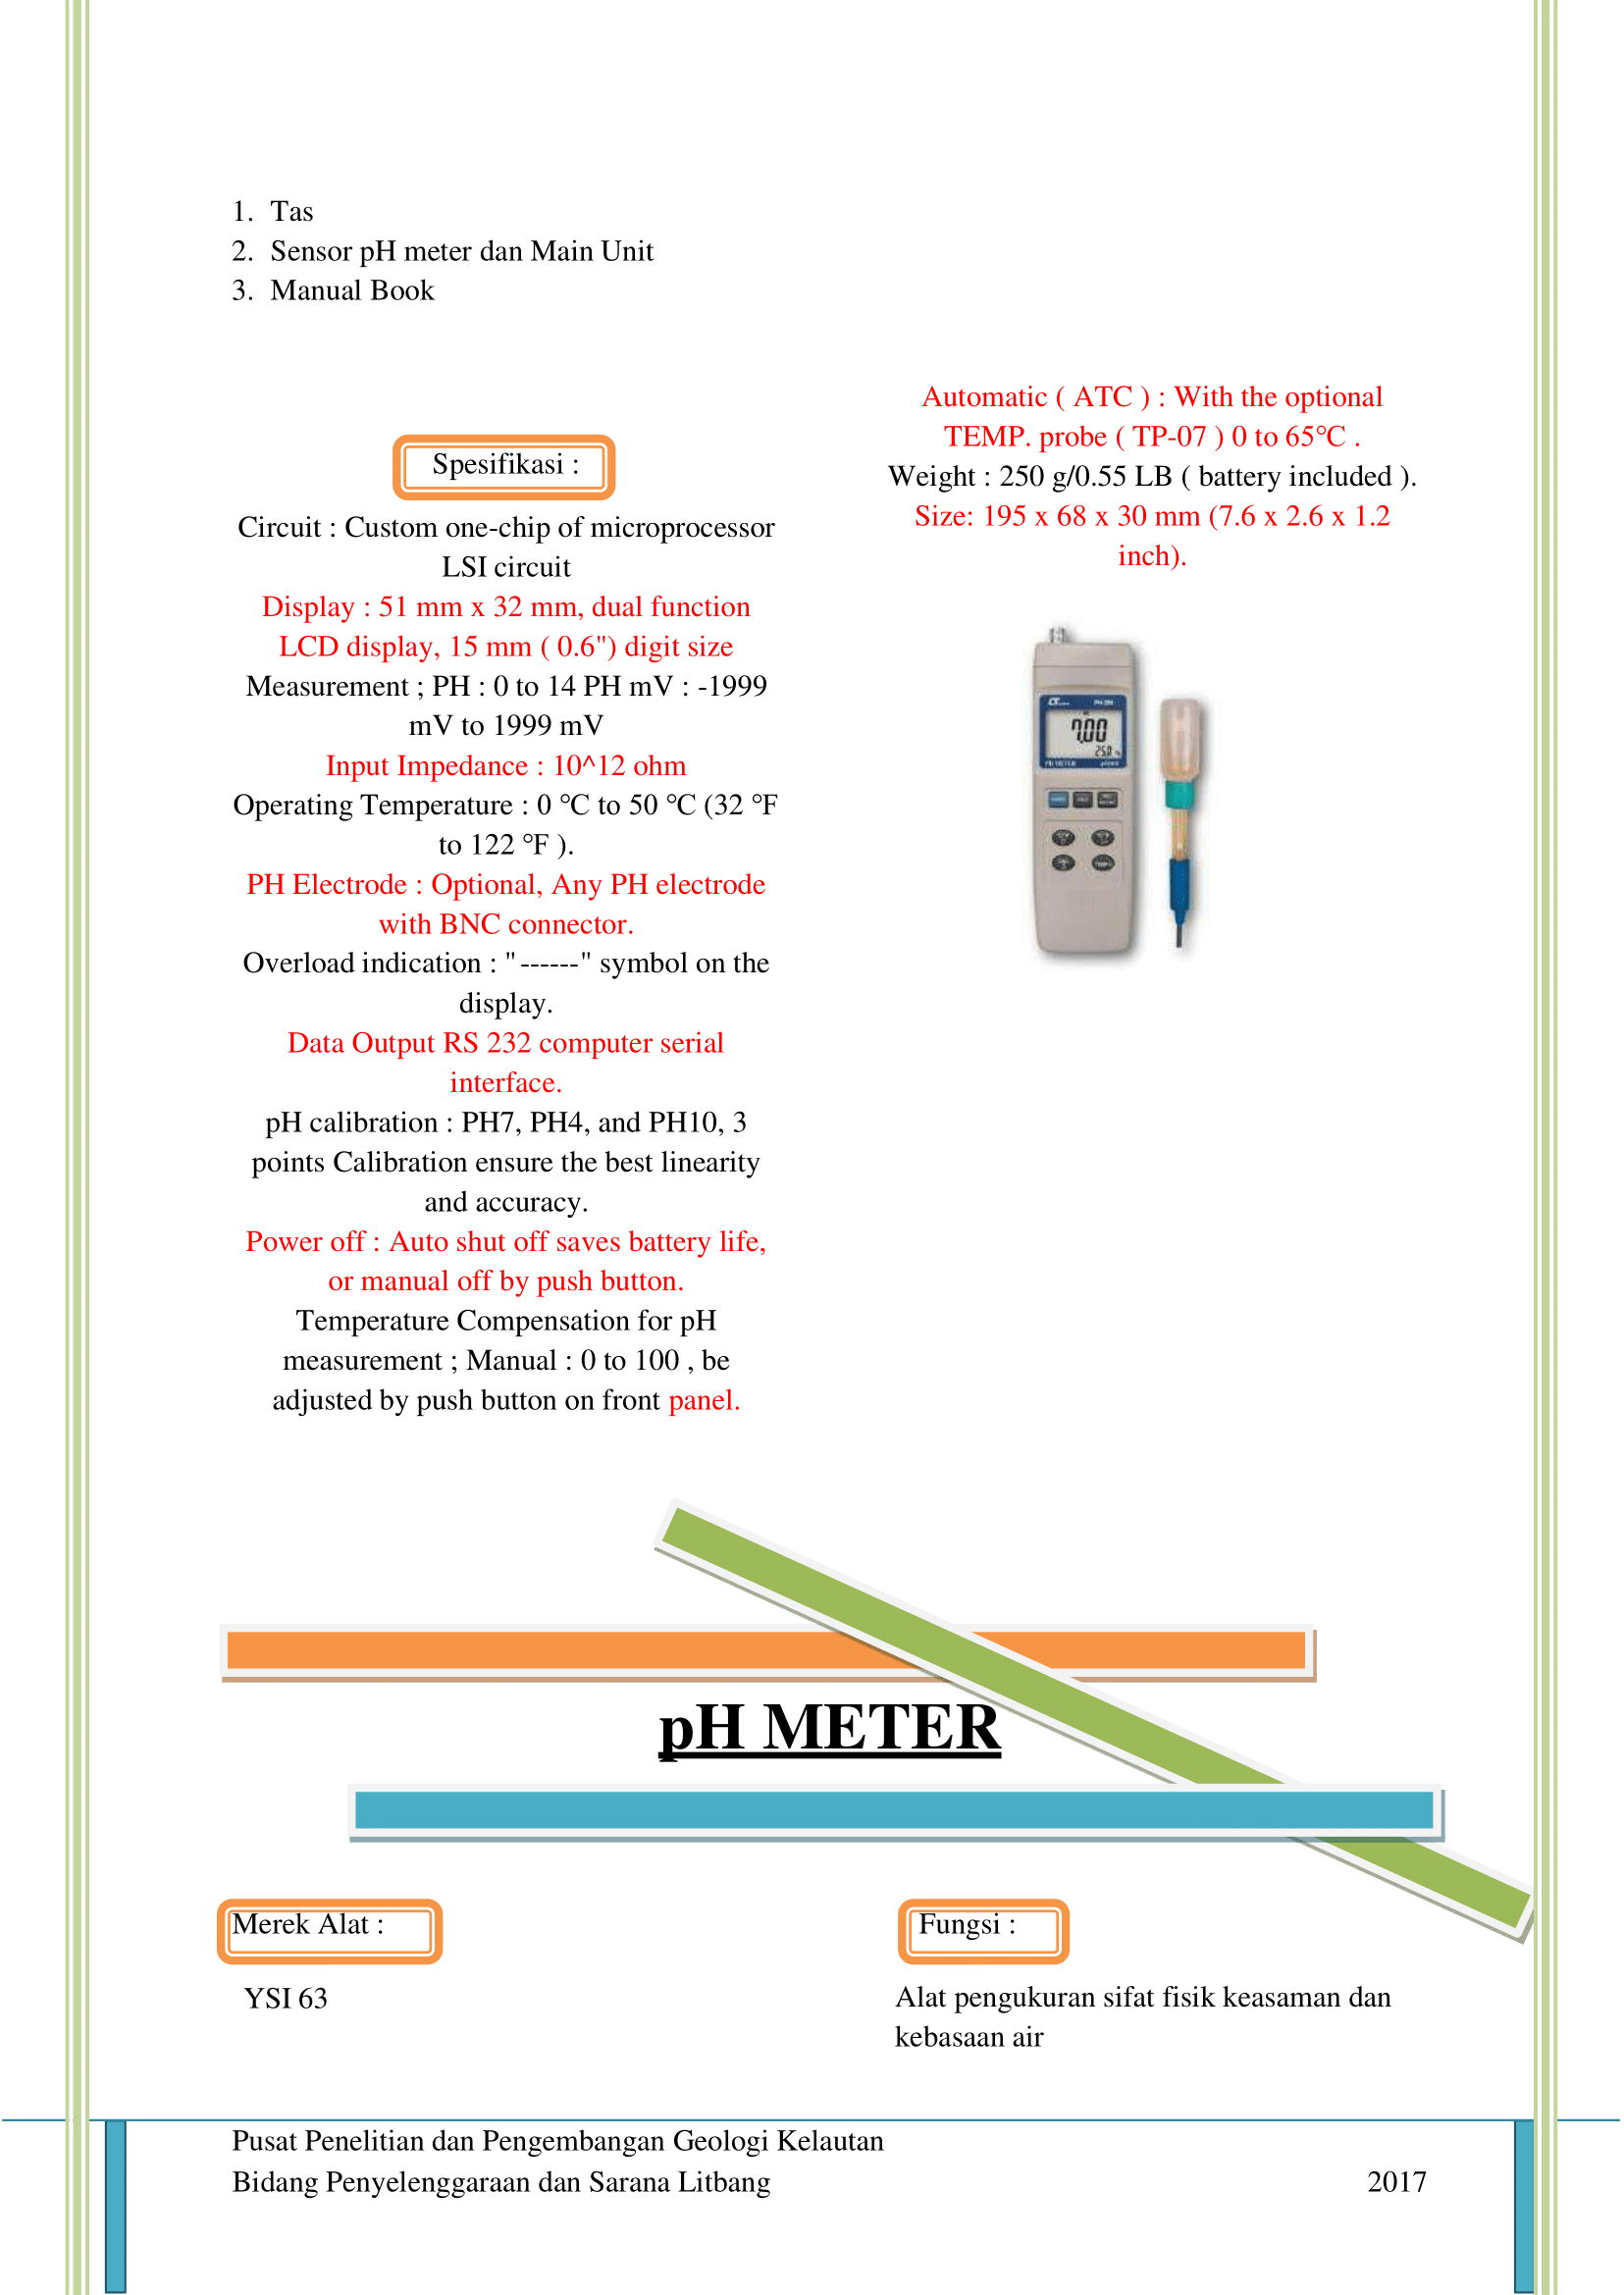 1. Tas
2. Sensor pH meter dan Main Unit
3. Manual Book
Spesifikasi :
Circuit : Custom one-chip of microprocessor
LSI circuit
Display : 51 mm x 32 mm, dual function
LCD display, 15 mm ( 0.6") digit size
Measurement ; PH : 0 to 14 PH mV : -1999
mV to 1999 mV
Input Impedance : 10^12 ohm
Operating Temperature : 0 °C to 50 °C (32 °F
to 122 °F ).
PH Electrode : Optional, Any PH electrode
with BNC connector.
Overload indication : " ------" symbol on the
display.
Data Output RS 232 computer serial
interface.
pH calibration : PH7, PH4, and PH10, 3
points Calibration ensure the best linearity
and accuracy.
Power off : Auto shut off saves battery life,
or manual off by push button.
Temperature Compensation for pH
measurement ; Manual : 0 to 100 , be
adjusted by push button on front panel.
Automatic ( ATC ) : With the optional
TEMP. probe ( TP-07 ) 0 to 65°C .
Weight : 250 g/0.55 LB ( battery included ).
Size: 195 x 68 x 30 mm (7.6 x 2.6 x 1.2
inch).
7.00
25.0
PH METER
pH METER
Merek Alat :
YSI 63
Fungsi :
Alat pengukuran sifat fisik keasaman dan
kebasaan air
Pusat Penelitian dan Pengembangan Geologi Kelautan
Bidang Penyelenggaraan dan Sarana Litbang
2017